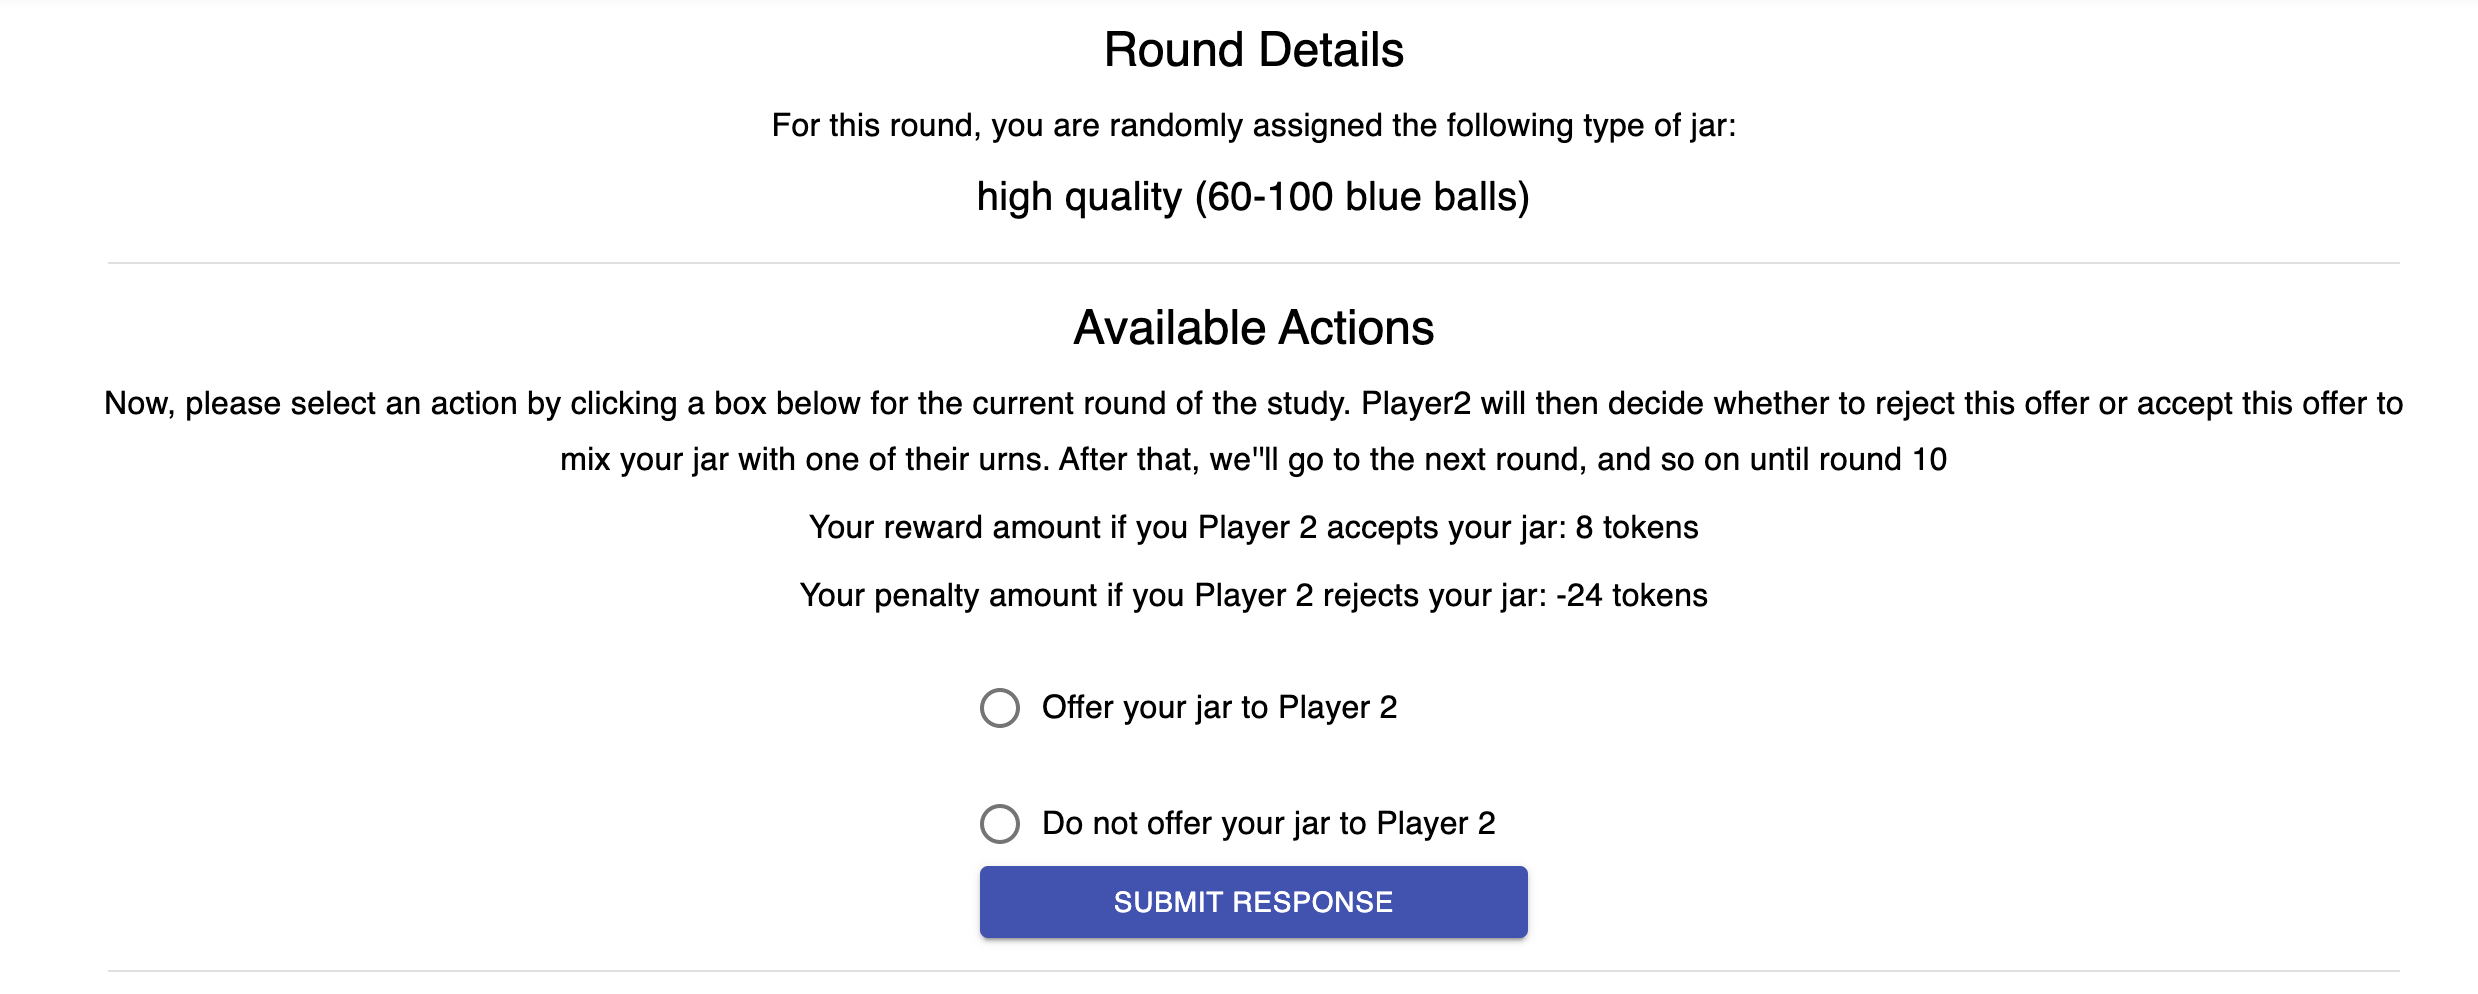 Round Details
For this round, you are randomly assigned the following type of jar:
high quality (60-100 blue balls)
Available Actions
Now, please select an action by clicking a box below for the current round of the study. Player2 will then decide whether to reject this offer or accept this offer to
mix your jar with one of their urns. After that, we"ll go to the next round, and so on until round 10
Your reward amount if you Player 2 accepts your jar: 8 tokens
Your penalty amount if you Player 2 rejects your jar: -24 tokens
Offer your jar to Player 2
Do not offer your jar to Player 2
SUBMIT RESPONSE